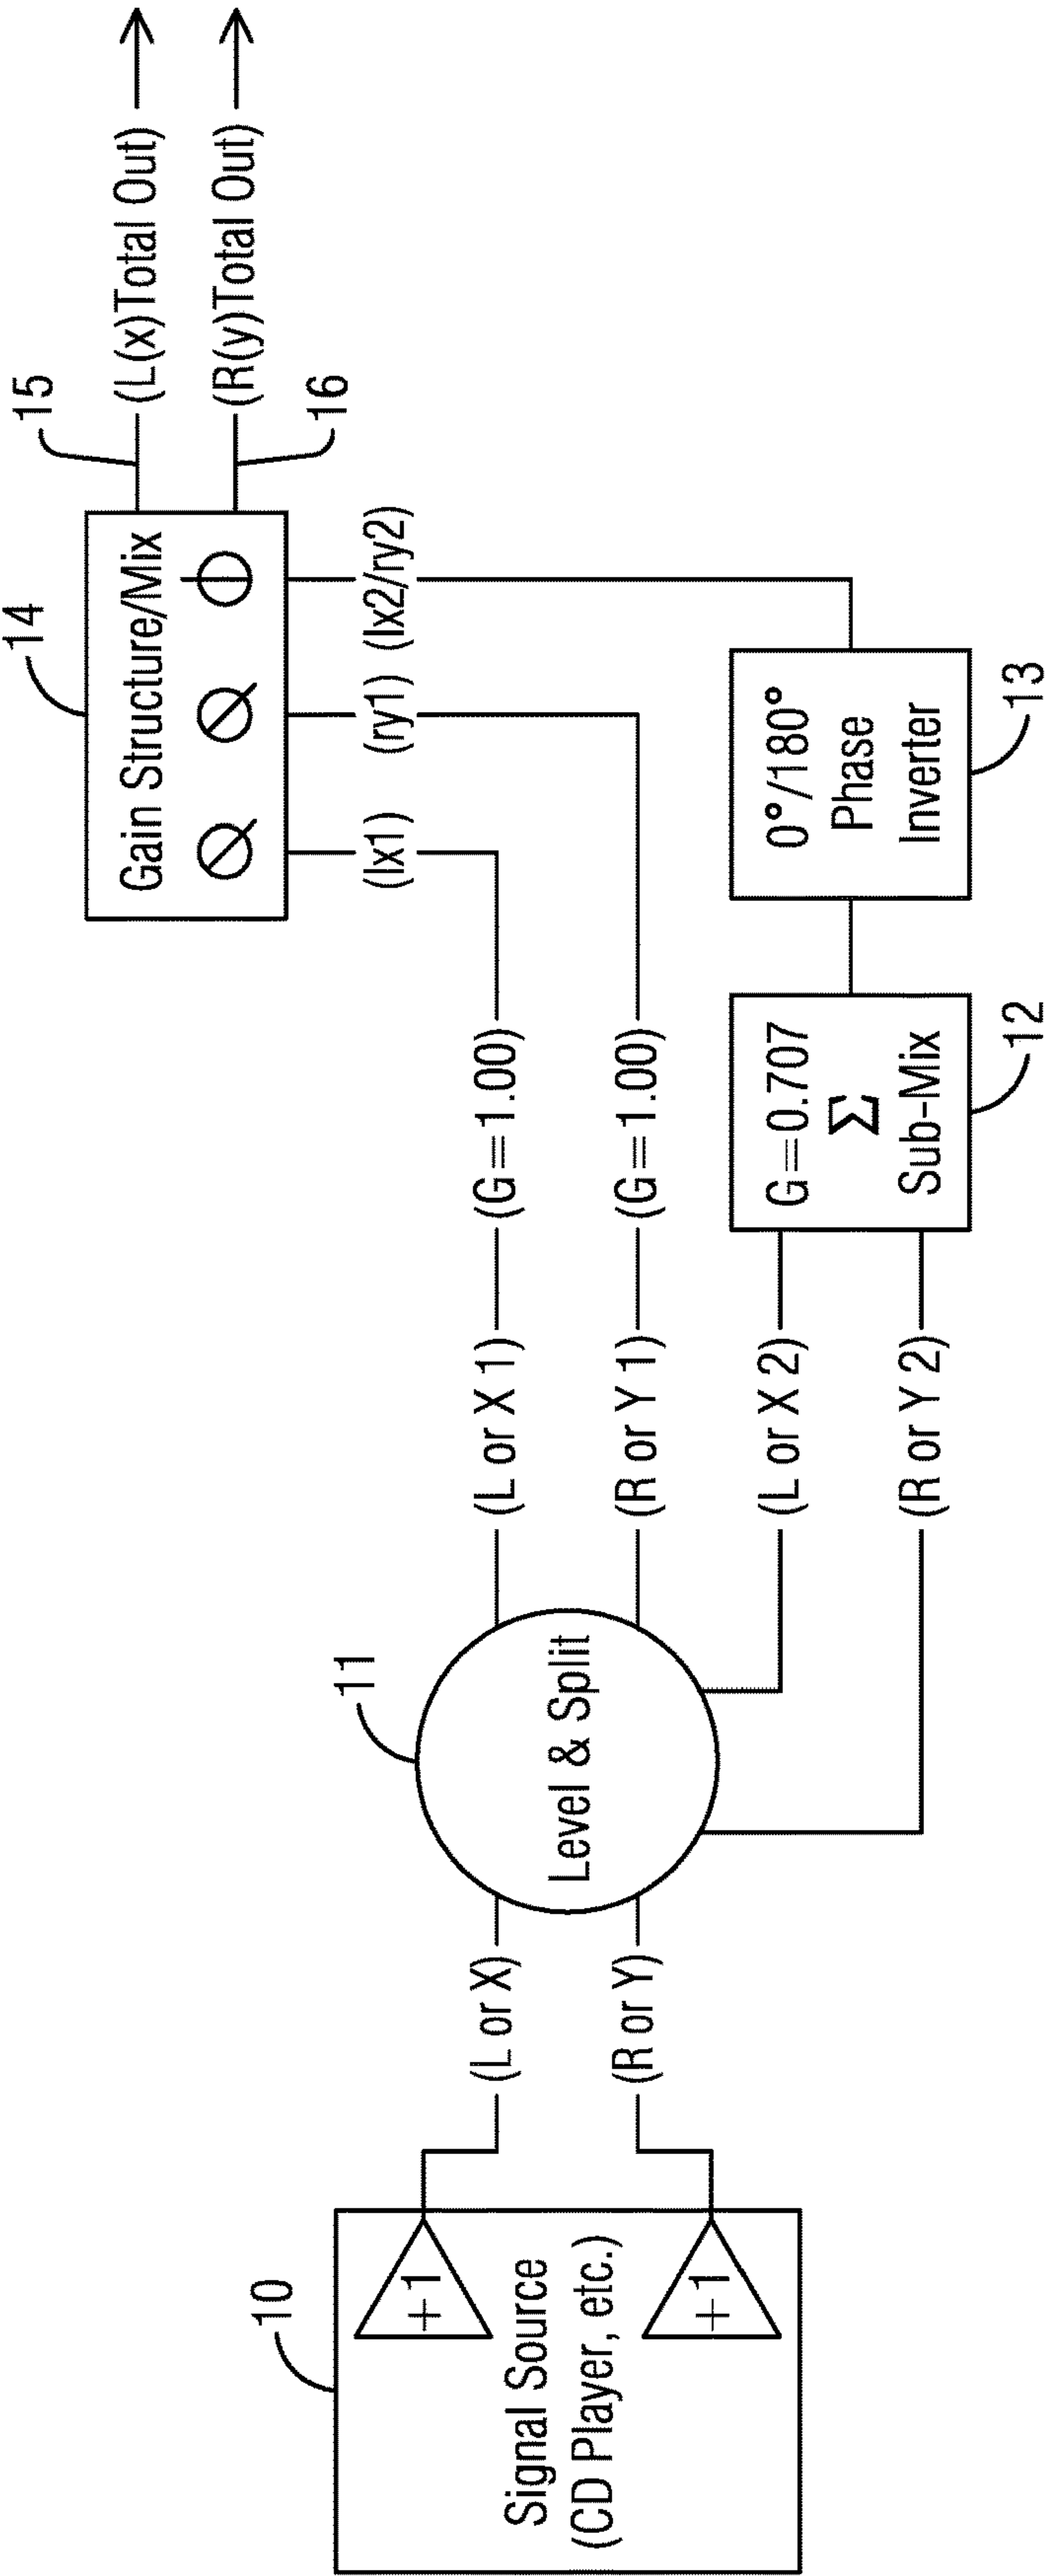 10
+1
Signal Source
(CD Player, etc.)
+1
(L or X)
(R or Y)
11
Level & Split
(L or X 1)
(R or Y 1)
(L or X 2)
(R or Y 2)
(G=1.00)
(G=1.00)
G=0.707
Σ
Sub-Mix
12
0°/180°
Phase
Inverter
13
(lx1)
(ry1)
(lx2/ry2)
14
Gain Structure/Mix
15
(L(x)Total Out)
(R(y)Total Out)
16